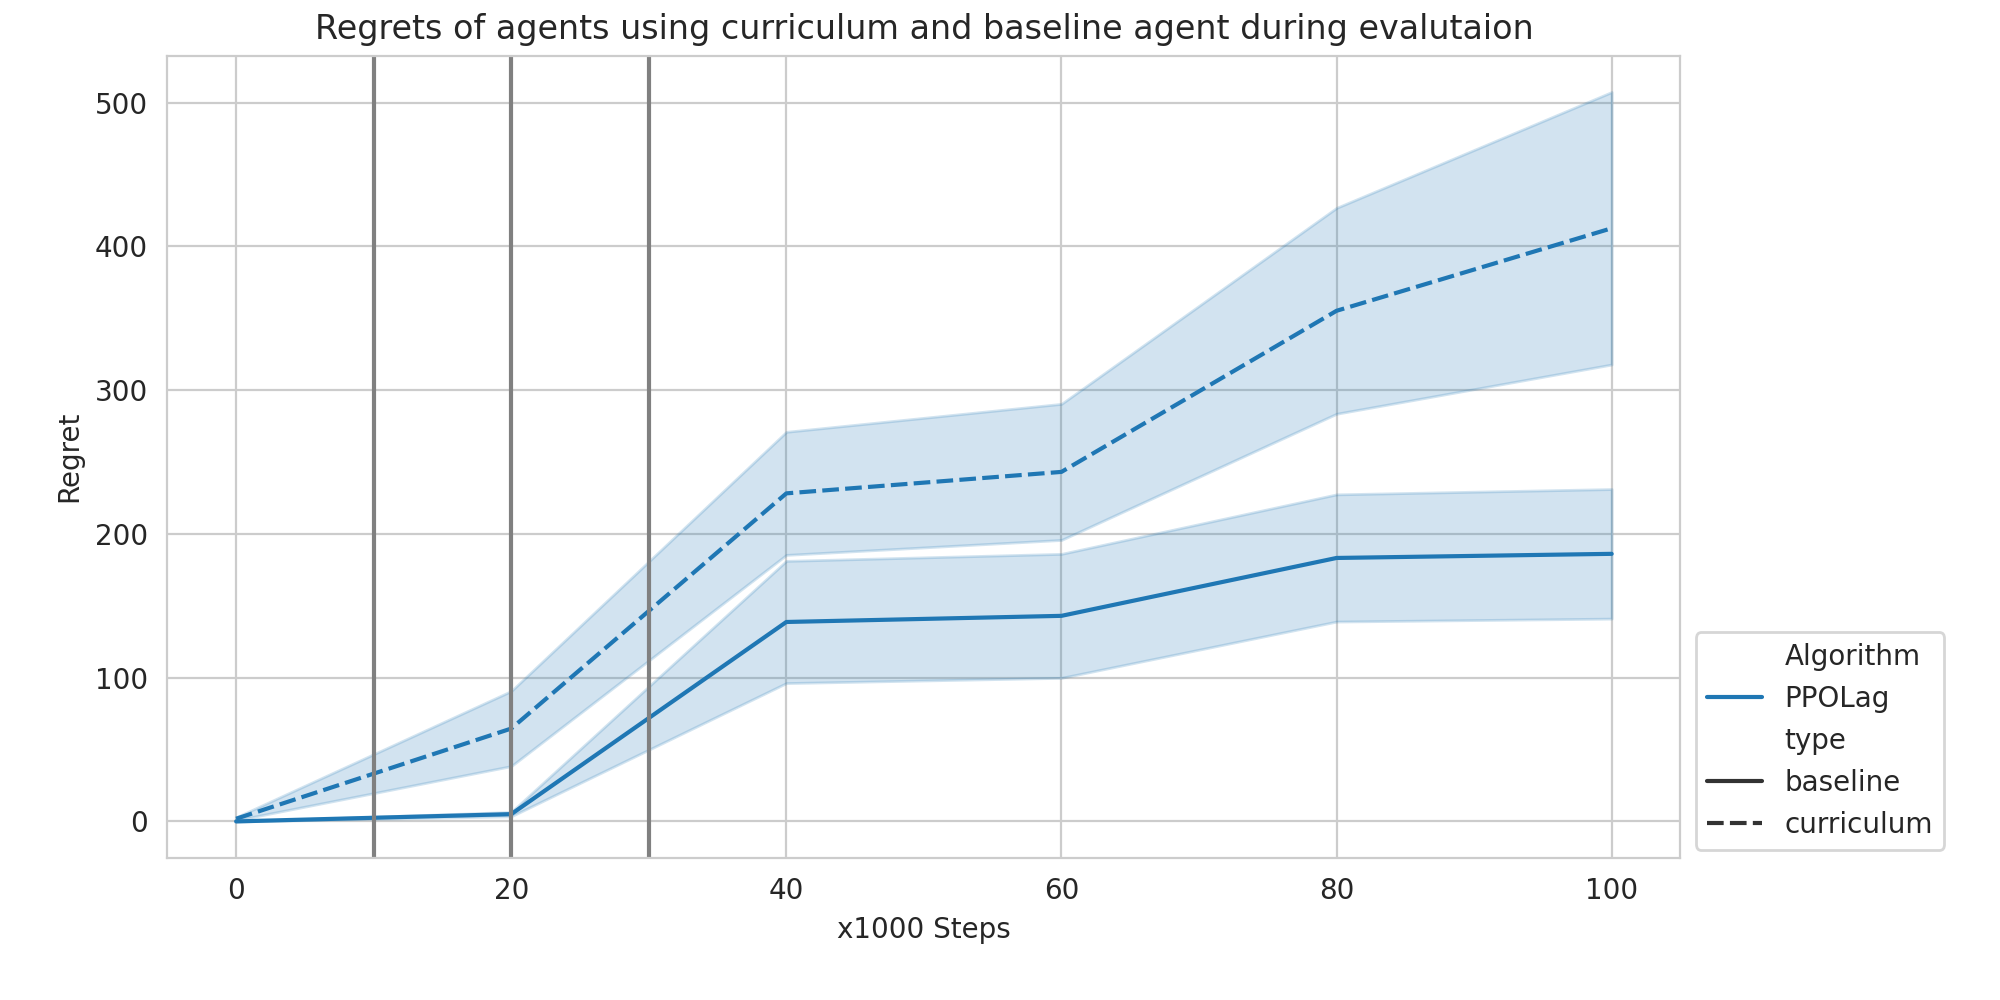 Regrets of agents using curriculum and baseline agent during evalutaion
500
400
300
200
100
0
Regret
0 20 40 60 80 100
x1000 Steps
Algorithm
PPOLag
type
baseline
curriculum